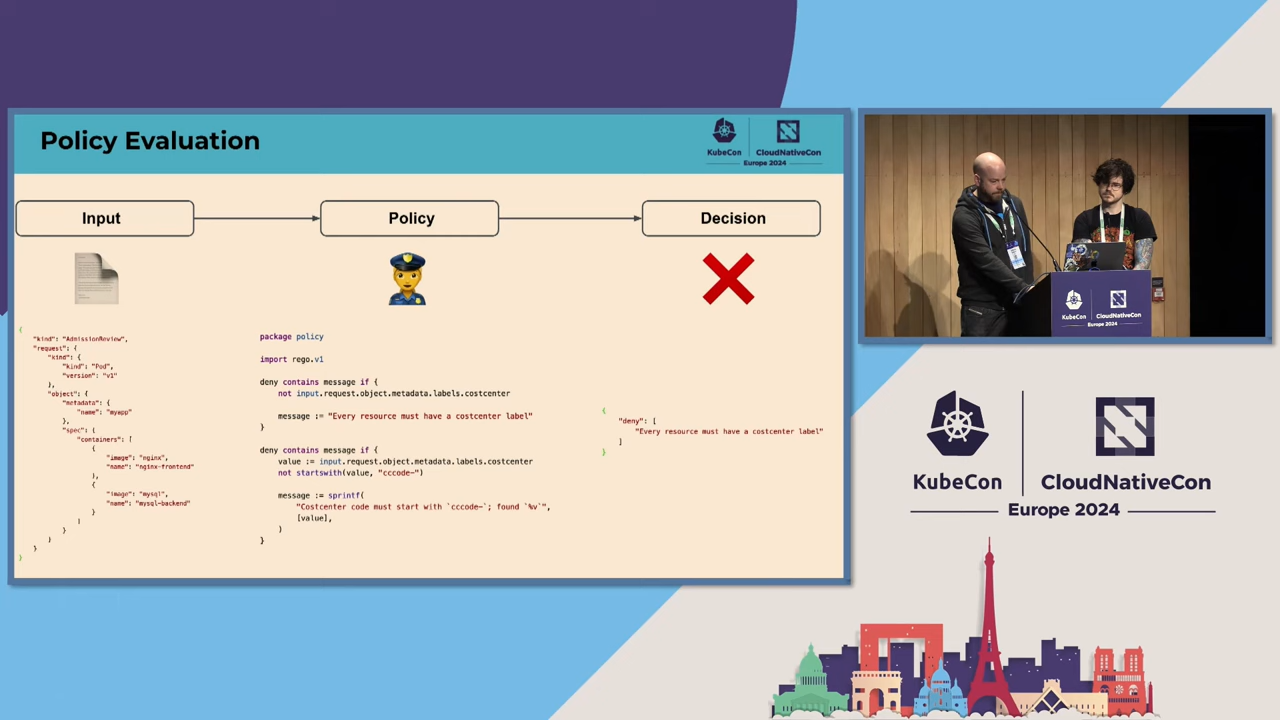 Policy Evaluation
KubeCon
CloudNativeCon
Europe 2024
Input
Policy
Decision
{
"kind": "AdmissionReview",
"request": {
"kind": {
"kind": "Pod",
"version": "v1"
},
"object": {
"metadata": {
"name": "myapp"
},
"spec": {
"containers": [
{
"image": "nginx",
"name": "nginx-frontend"
},
{
"image": "mysql",
"name": "mysql-backend"
}
]
}
}
}
}
package policy
import rego.v1
deny contains message if {
not input.request.object.metadata.labels.costcenter
message := "Every resource must have a costcenter label"
}
deny contains message if {
value := input.request.object.metadata.labels.costcenter
not startswith(value, "cccode-")
message := sprintf(
"Costcenter code must start with `cccode-`; found `%v`",
[value],
)
}
{
"deny": [
"Every resource must have a costcenter label"
]
}
KubeCon
CloudNativeCon
Europe 2024
KubeCon
CloudNativeCon
Europe 2024